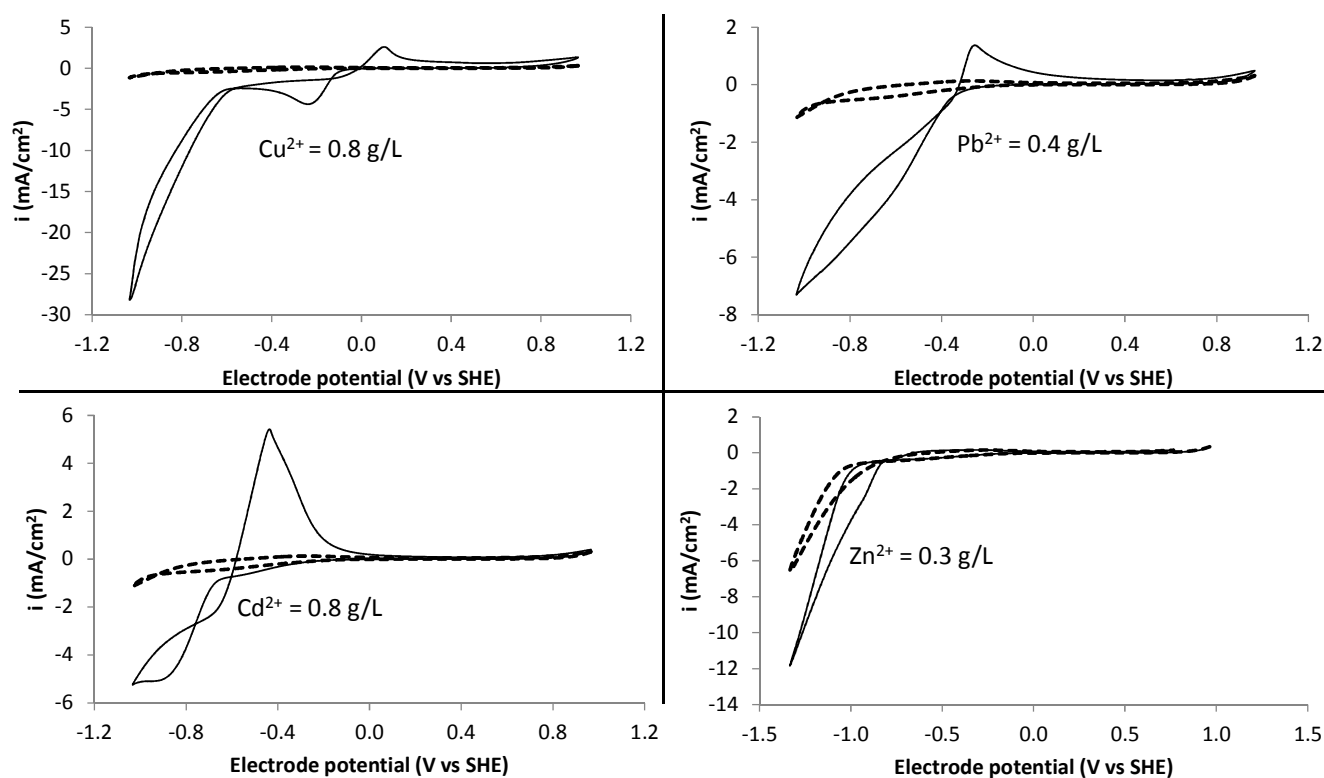 5
0
-5
-10
-15
-20
-25
-30
-1.2 -0.8 -0.4 0.0 0.4 0.8 1.2
i (mA/cm²)
Electrode potential (V vs SHE)
Cu²⁺ = 0.8 g/L
2
0
-2
-4
-6
-8
-1.2 -0.8 -0.4 0.0 0.4 0.8 1.2
i (mA/cm²)
Electrode potential (V vs SHE)
Pb²⁺ = 0.4 g/L
6
4
2
0
-2
-4
-6
-1.2 -0.8 -0.4 0.0 0.4 0.8 1.2
i (mA/cm²)
Electrode potential (V vs SHE)
Cd²⁺ = 0.8 g/L
2
0
-2
-4
-6
-8
-10
-12
-14
-1.5 -1.0 -0.5 0.0 0.5 1.0 1.5
i (mA/cm²)
Electrode potential (V vs SHE)
Zn²⁺ = 0.3 g/L